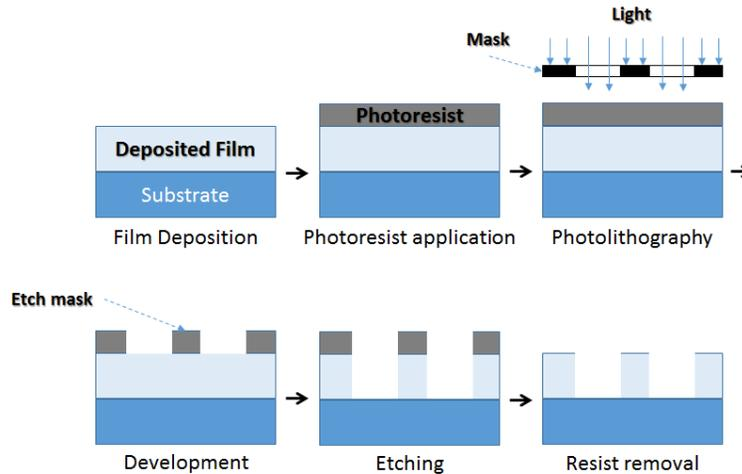 Light
Mask
Photoresist
Deposited Film
Substrate
Film Deposition
Photoresist application
Photolithography
Etch mask
Development
Etching
Resist removal